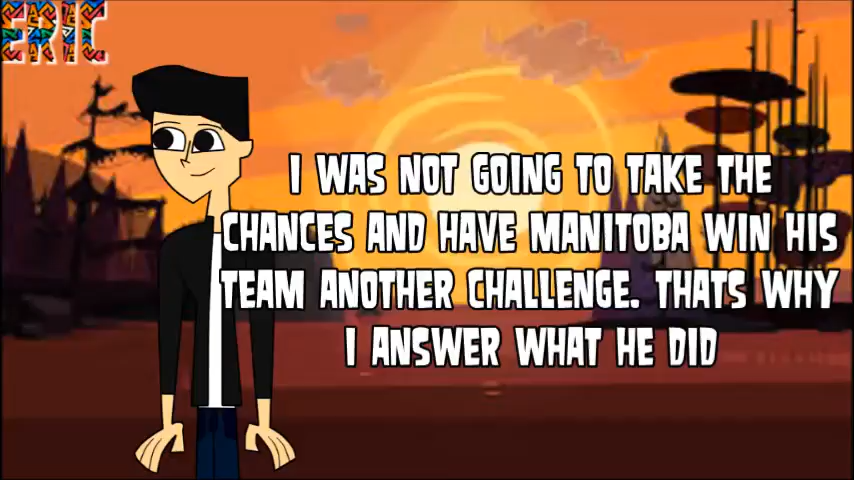 ERIC
I WAS NOT GOING TO TAKE THE
CHANCES AND HAVE MANITOBA WIN HIS
TEAM ANOTHER CHALLENGE. THATS WHY
I ANSWER WHAT HE DID